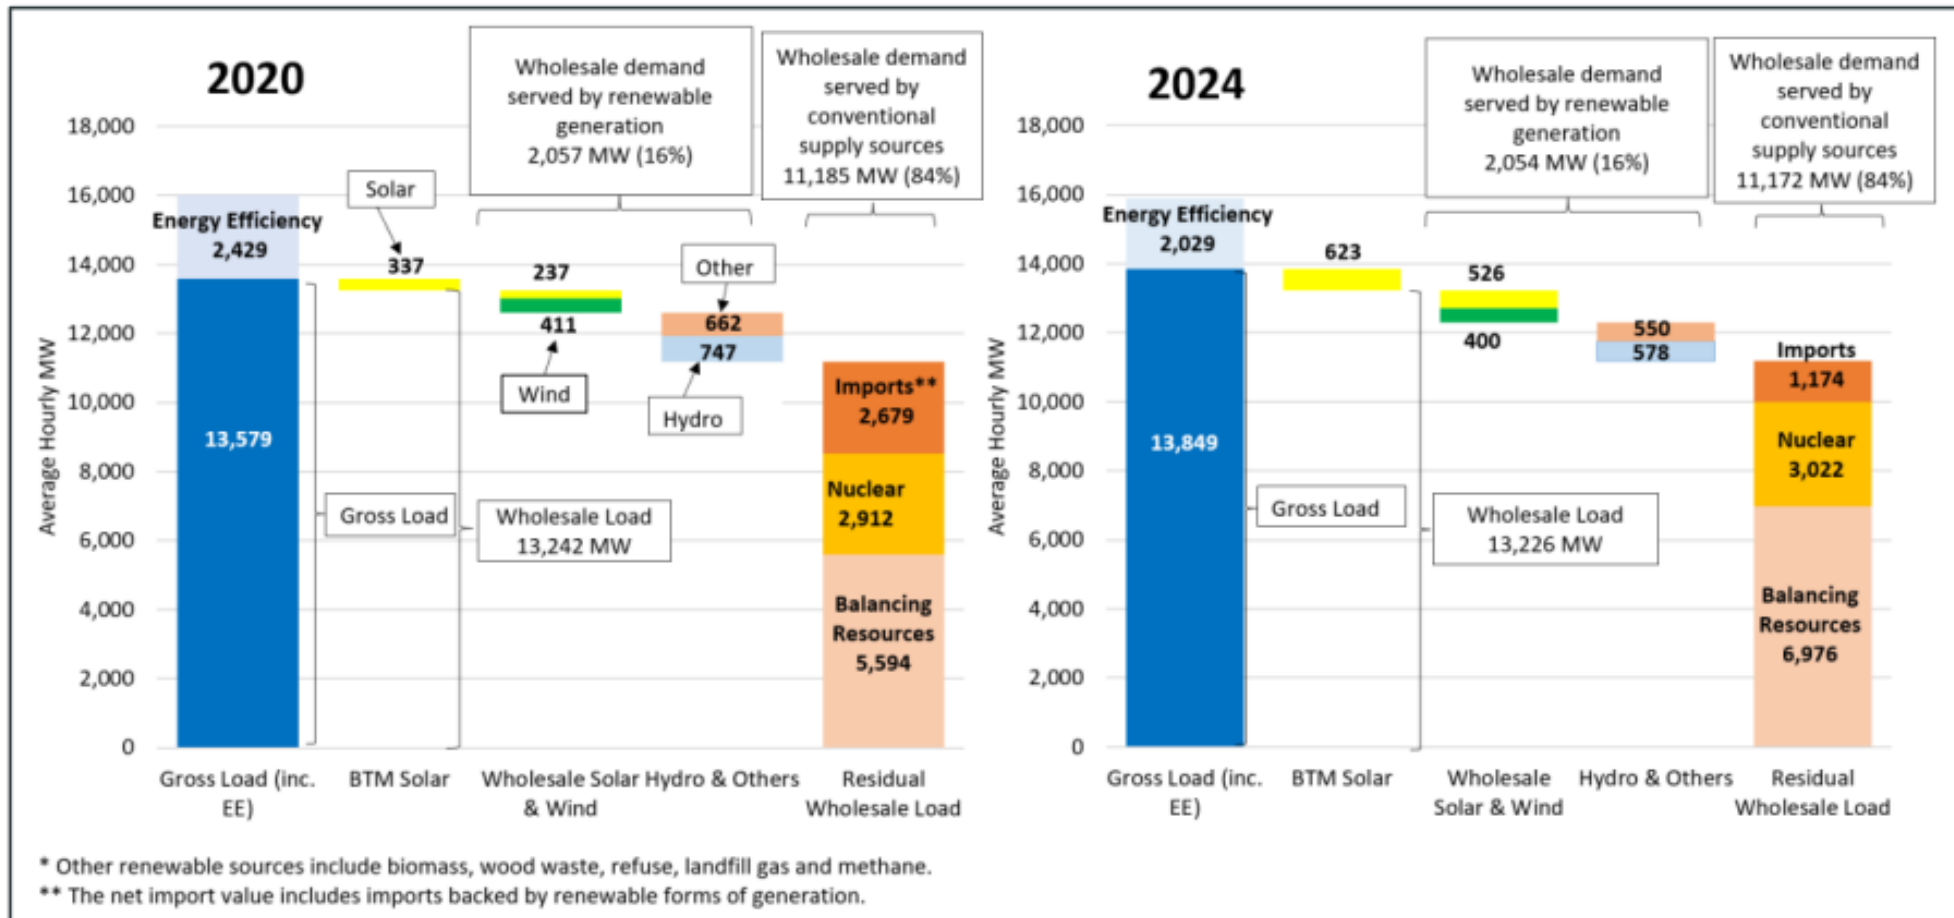 2020
Wholesale demand
served by renewable
generation
2,057 MW (16%)
Wholesale demand
served by
conventional
supply sources
11,185 MW (84%)
Average Hourly MW
18,000
16,000
14,000
12,000
10,000
8,000
6,000
4,000
2,000
0
Energy Efficiency
2,429
13,579
Gross Load
Solar
337
Wholesale Load
13,242 MW
237
411
Wind
Other
662
747
Hydro
Imports**
2,679
Nuclear
2,912
Balancing
Resources
5,594
Gross Load (inc.
EE)
BTM Solar
Wholesale Solar
& Wind
Hydro & Others
Residual
Wholesale Load
2024
Wholesale demand
served by renewable
generation
2,054 MW (16%)
Wholesale demand
served by
conventional
supply sources
11,172 MW (84%)
Average Hourly MW
18,000
16,000
14,000
12,000
10,000
8,000
6,000
4,000
2,000
0
Energy Efficiency
2,029
13,849
Gross Load
623
Wholesale Load
13,226 MW
526
400
550
578
Imports
1,174
Nuclear
3,022
Balancing
Resources
6,976
Gross Load (inc.
EE)
BTM Solar
Wholesale
Solar & Wind
Hydro & Others
Residual
Wholesale Load
* Other renewable sources include biomass, wood waste, refuse, landfill gas and methane.
** The net import value includes imports backed by renewable forms of generation.